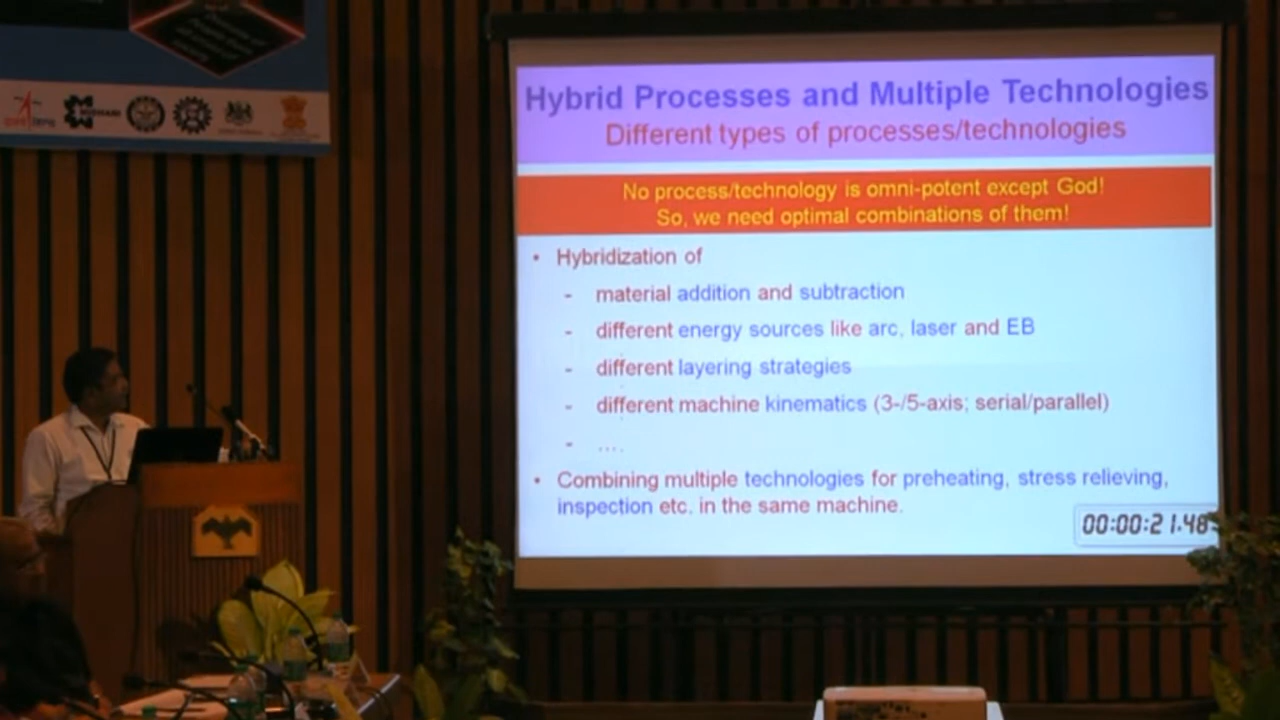 Hybrid Processes and Multiple Technologies
Different types of processes/technologies
No process/technology is omni-potent except God!
So, we need optimal combinations of them!
• Hybridization of
- material addition and subtraction
- different energy sources like arc, laser and EB
- different layering strategies
- different machine kinematics (3-/5-axis; serial/parallel)
- ....
• Combining multiple technologies for preheating, stress relieving,
inspection etc. in the same machine.
00:00:21.48